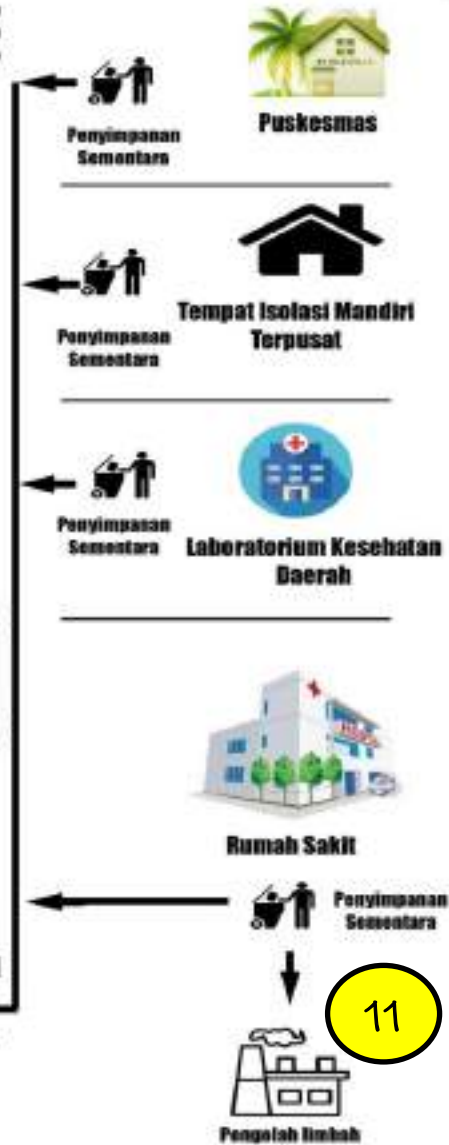 Puskesmas
Penyimpanan
Sementara
Tempat Isolasi Mandiri
Terpusat
Penyimpanan
Sementara
Penyimpanan
Sementara
Laboratorium Kesehatan
Daerah
Rumah Sakit
Penyimpanan
Sementara
11
Pengolah limbah